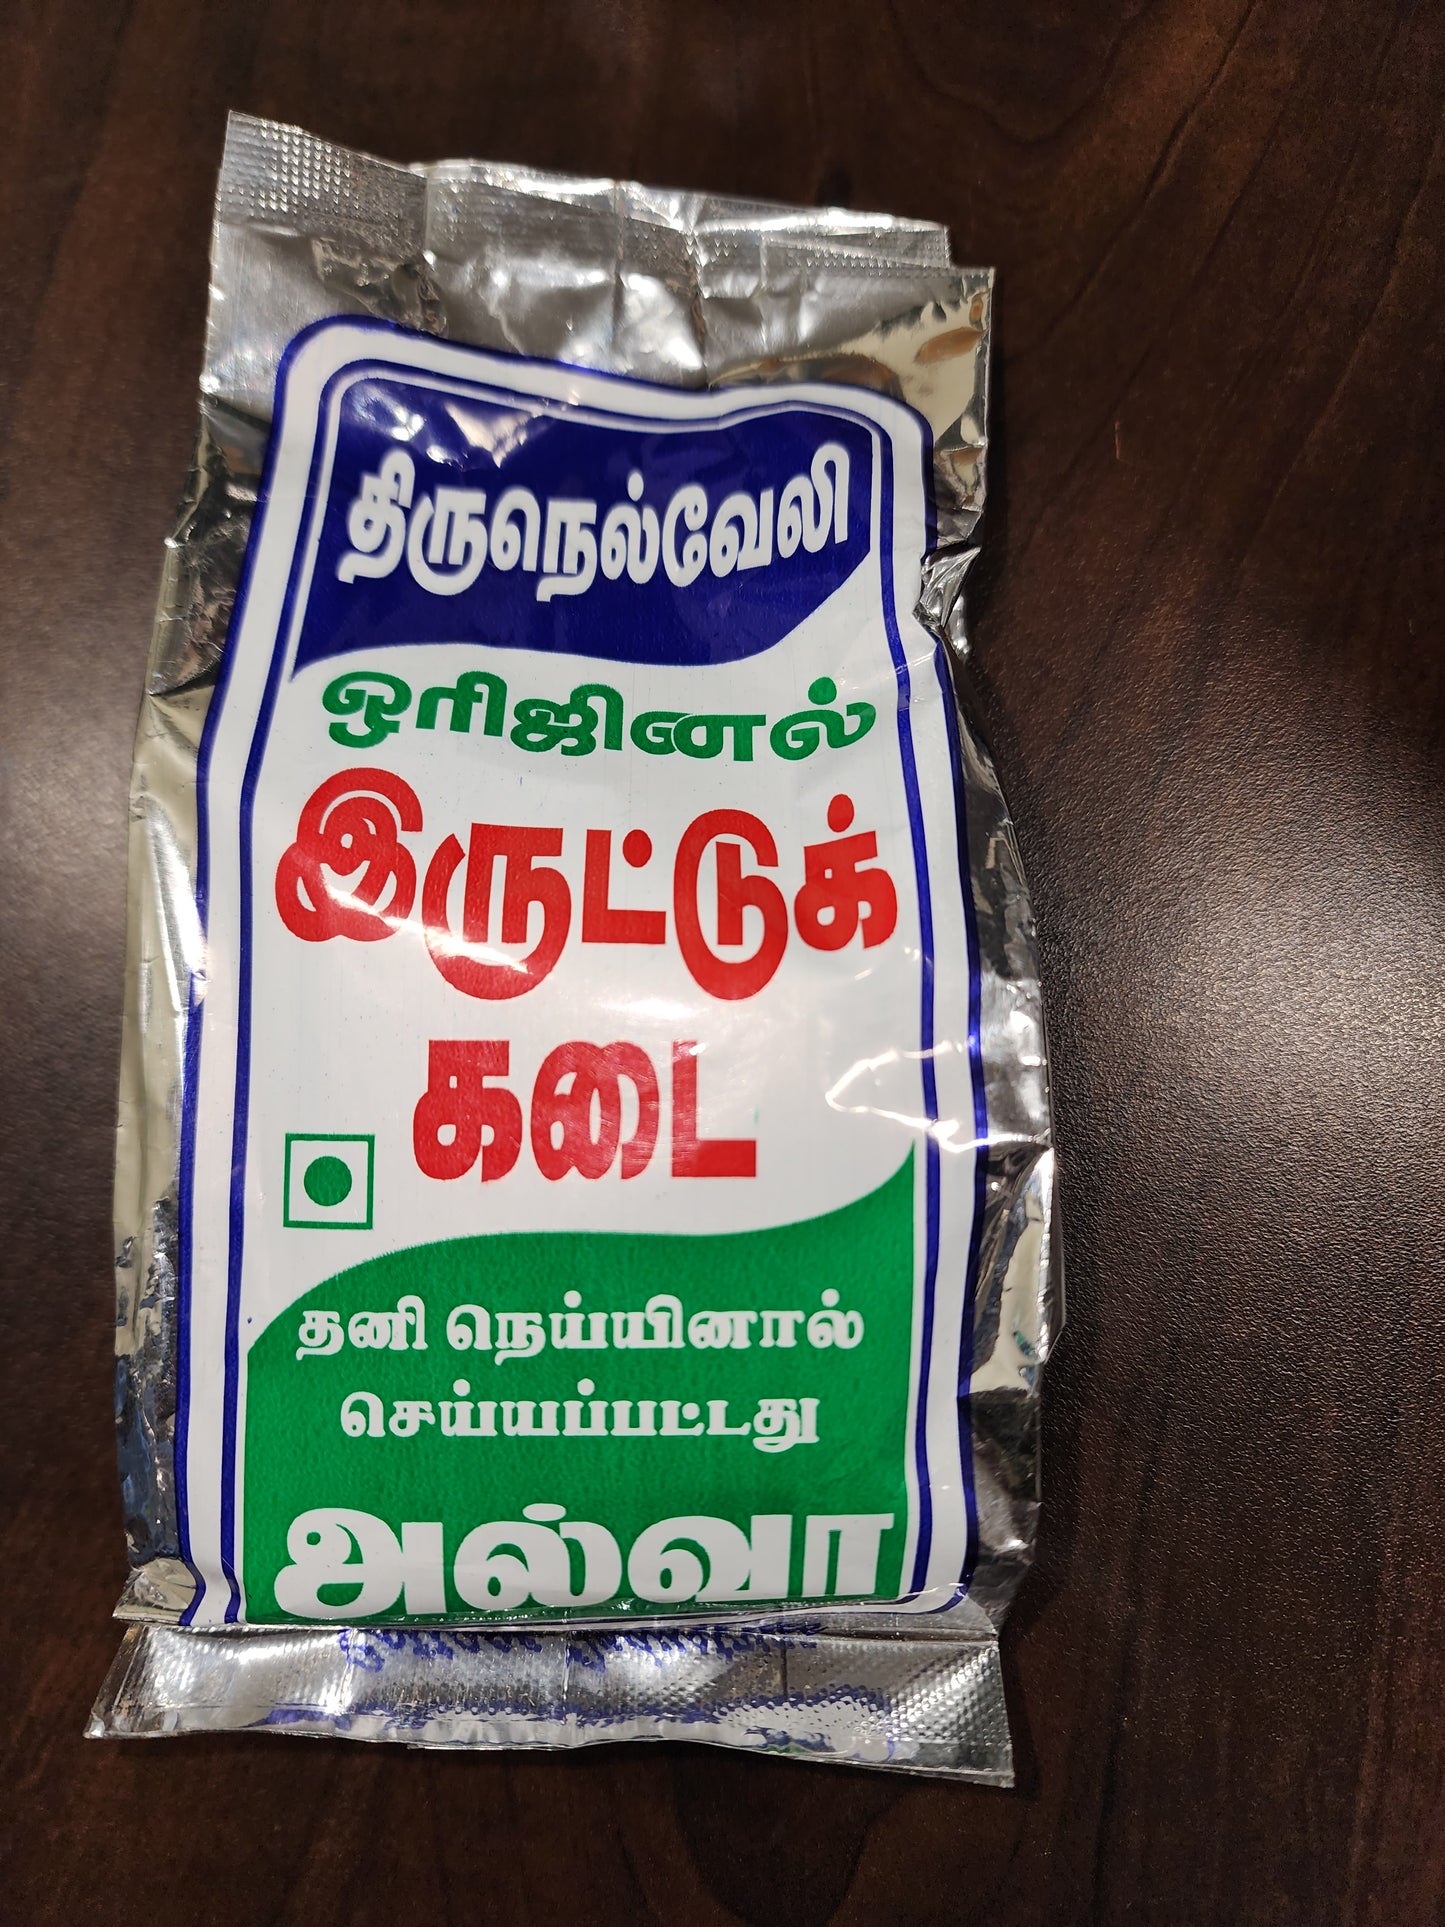 திருநெல்வேலி
ஒரிஜினல்
இருட்டுக்
கடை
தனி நெய்யினால்
செய்யப்பட்டது
அல்வா